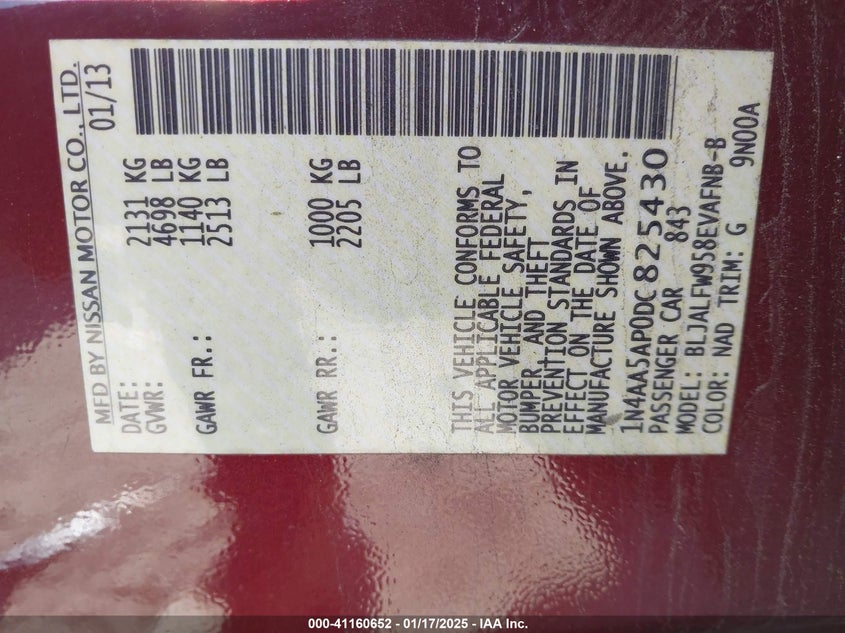 MFD BY NISSAN MOTOR CO., LTD.
DATE: 01/13
GVWR: 2131 KG
4698 LB
GAWR FR.: 1140 KG
2513 LB
GAWR RR.: 1000 KG
2205 LB
THIS VEHICLE CONFORMS TO
ALL APPLICABLE FEDERAL
MOTOR VEHICLE SAFETY,
BUMPER, AND THEFT
PREVENTION STANDARDS IN
EFFECT ON THE DATE OF
MANUFACTURE SHOWN ABOVE.
1N4AA5AP0DC825430
PASSENGER CAR 843
MODEL: BLJALFW958EVAFNB-B
COLOR: NAD TRIM: G 9N00A
000-41160652 - 01/17/2025 - IAA Inc.